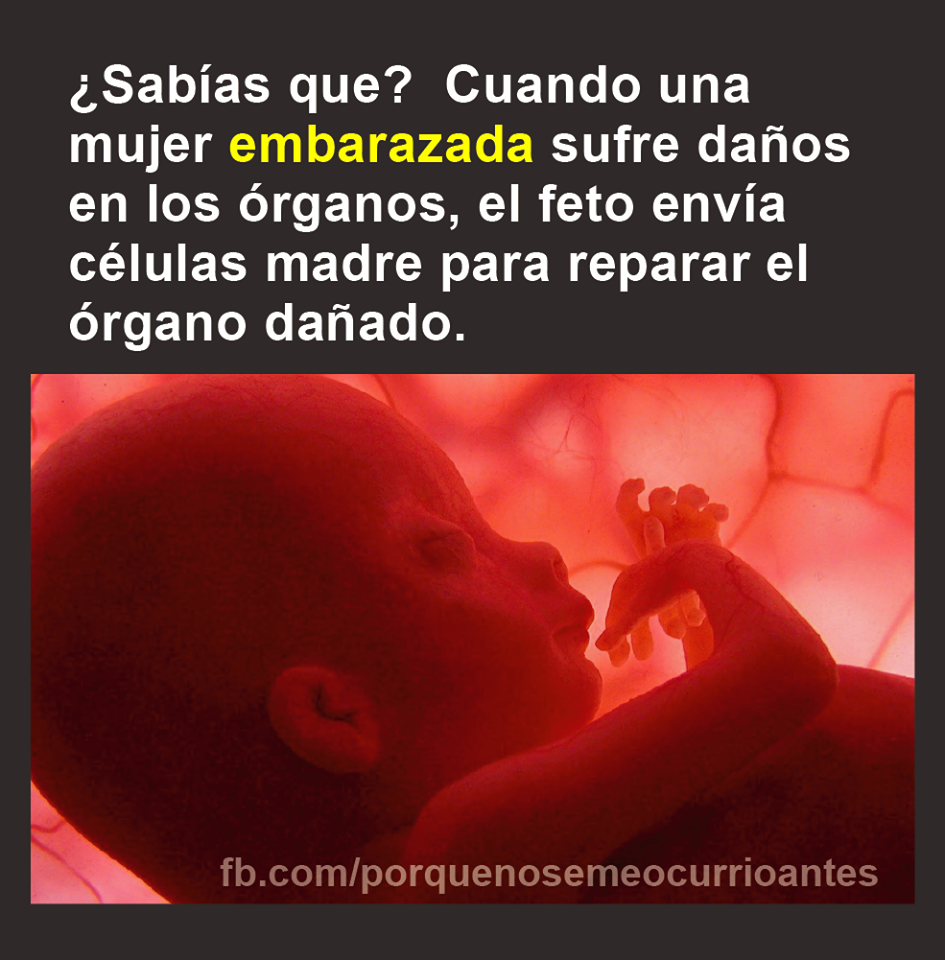 ¿Sabías que? Cuando una
mujer embarazada sufre daños
en los órganos, el feto envía
células madre para reparar el
órgano dañado.
fb.com/porquenosemeocurrioantes